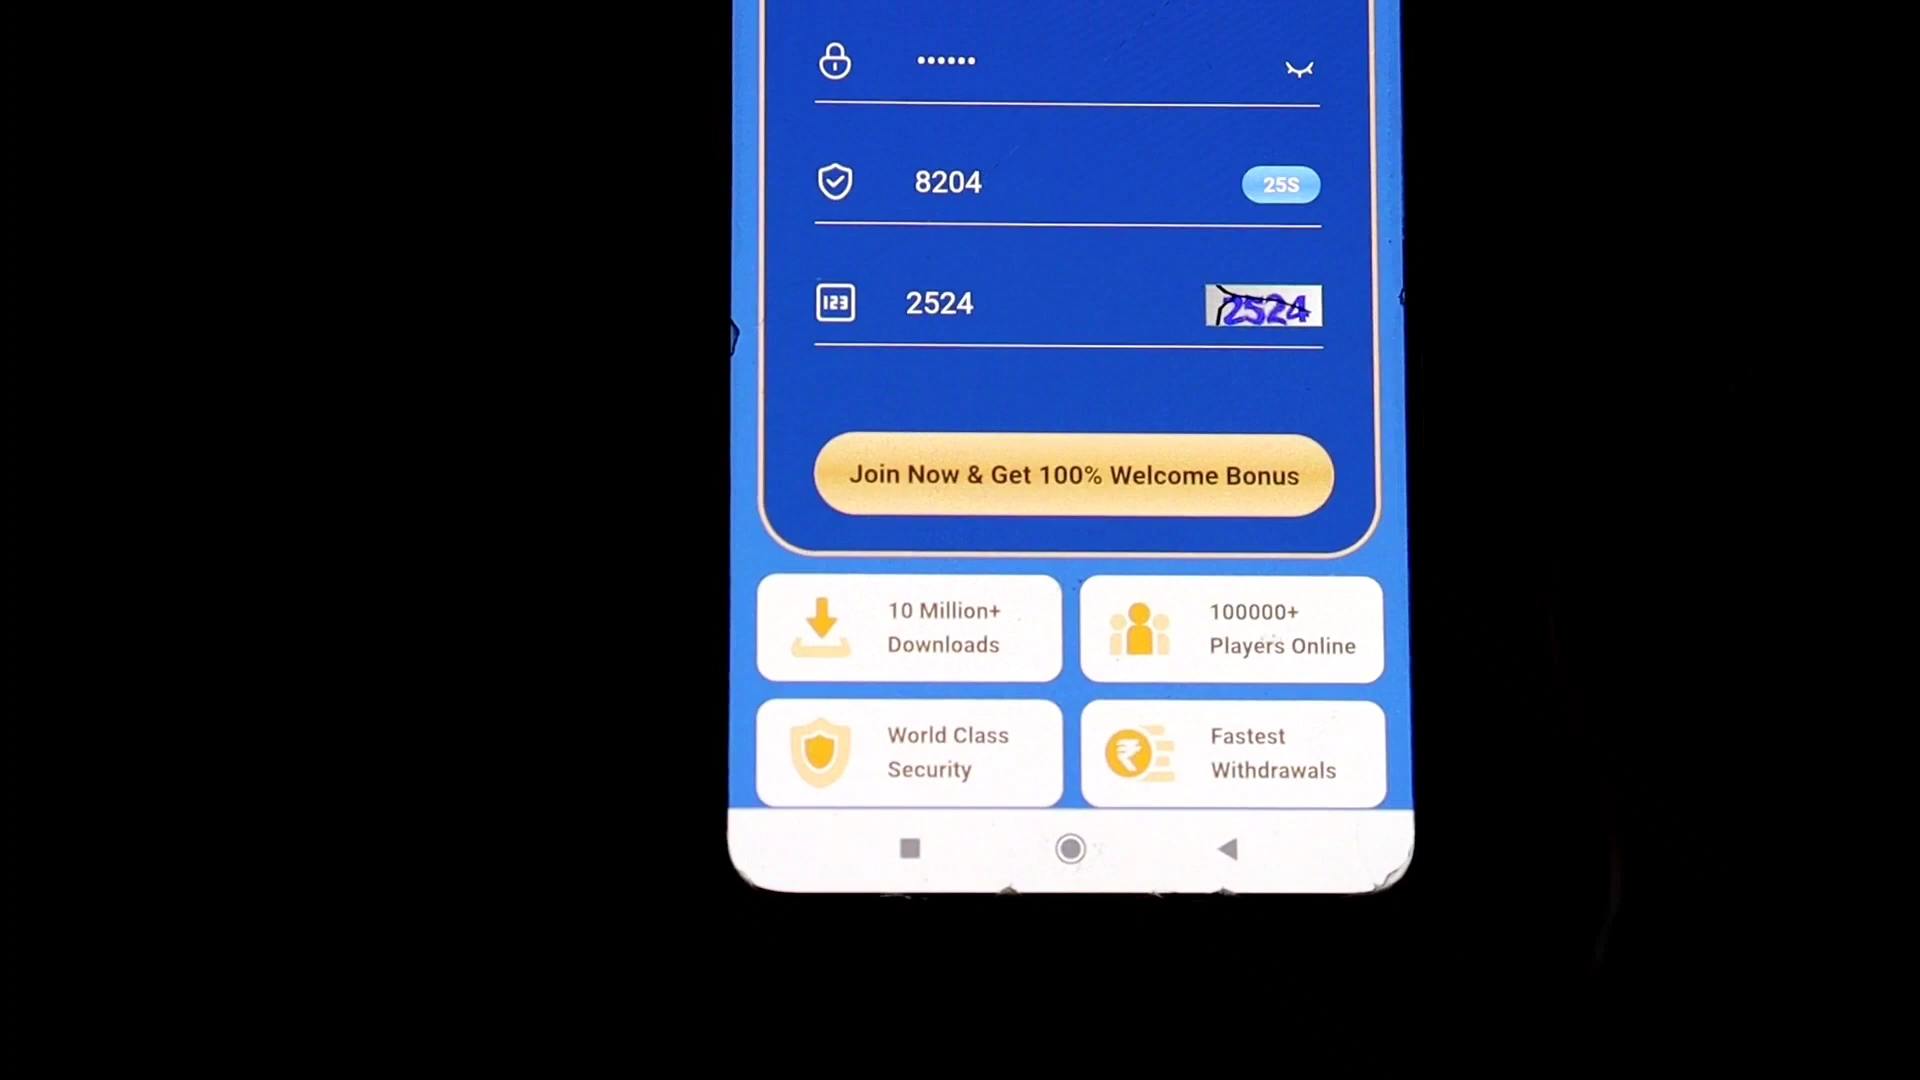 ••••••
8204
25S
123
2524
2524
Join Now & Get 100% Welcome Bonus
10 Million+
Downloads
100000+
Players Online
World Class
Security
₹
Fastest
Withdrawals